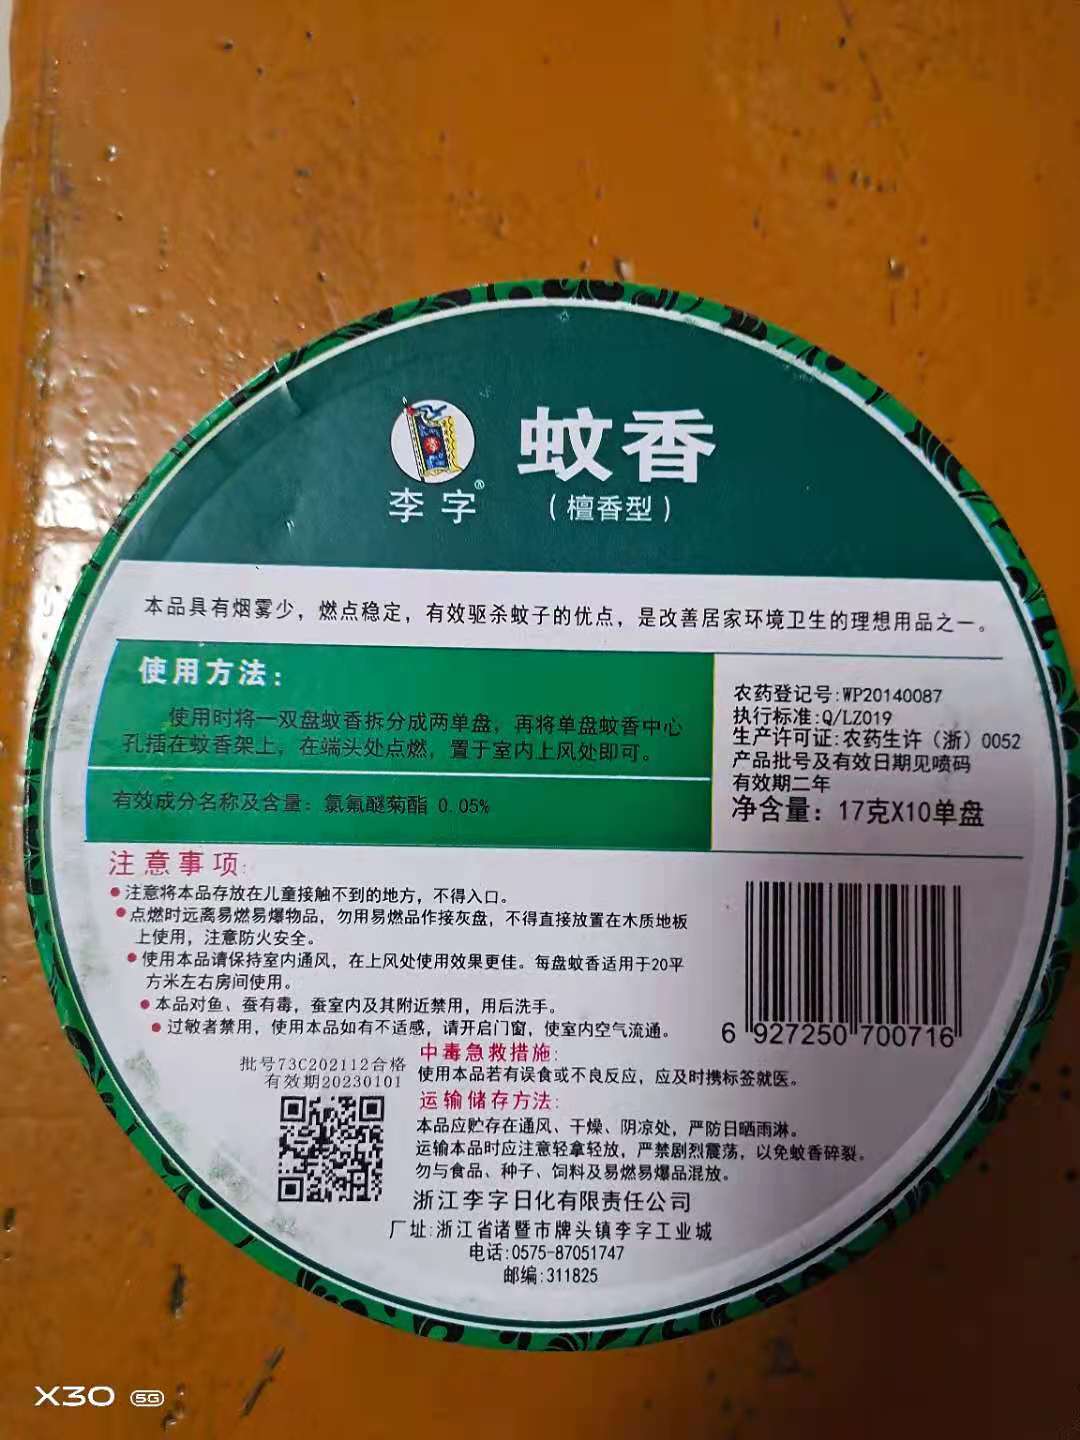 蚊香
李字®
（檀香型）
本品具有烟雾少，燃点稳定，有效驱杀蚊子的优点，是改善居家环境卫生的理想用品之一。
使用方法：
使用时将一双盘蚊香拆分成两单盘，再将单盘蚊香中心
孔插在蚊香架上，在端头处点燃，置于室内上风处即可。
有效成分名称及含量：氯氟醚菊酯 0.05%
农药登记号:WP20140087
执行标准:Q/LZ019
生产许可证:农药生许（浙）0052
产品批号及有效日期见喷码
有效期二年
净含量：17克X10单盘
注意事项:
●注意将本品存放在儿童接触不到的地方，不得入口。
●点燃时远离易燃易爆物品，勿用易燃品作接灰盘，不得直接放置在木质地板
上使用，注意防火安全。
●使用本品请保持室内通风，在上风处使用效果更佳。每盘蚊香适用于20平
方米左右房间使用。
●本品对鱼、蚕有毒，蚕室内及其附近禁用，用后洗手。
●过敏者禁用，使用本品如有不适感，请开启门窗，使室内空气流通。
6 927250 700716
批号73C202112合格
有效期20230101
中毒急救措施:
使用本品若有误食或不良反应，应及时携标签就医。
运输储存方法:
本品应贮存在通风、干燥、阴凉处，严防日晒雨淋。
运输本品时应注意轻拿轻放，严禁剧烈震荡，以免蚊香碎裂。
勿与食品、种子、饲料及易燃易爆品混放。
浙江李字日化有限责任公司
厂址:浙江省诸暨市牌头镇李字工业城
电话:0575-87051747
邮编:311825
X30 5G